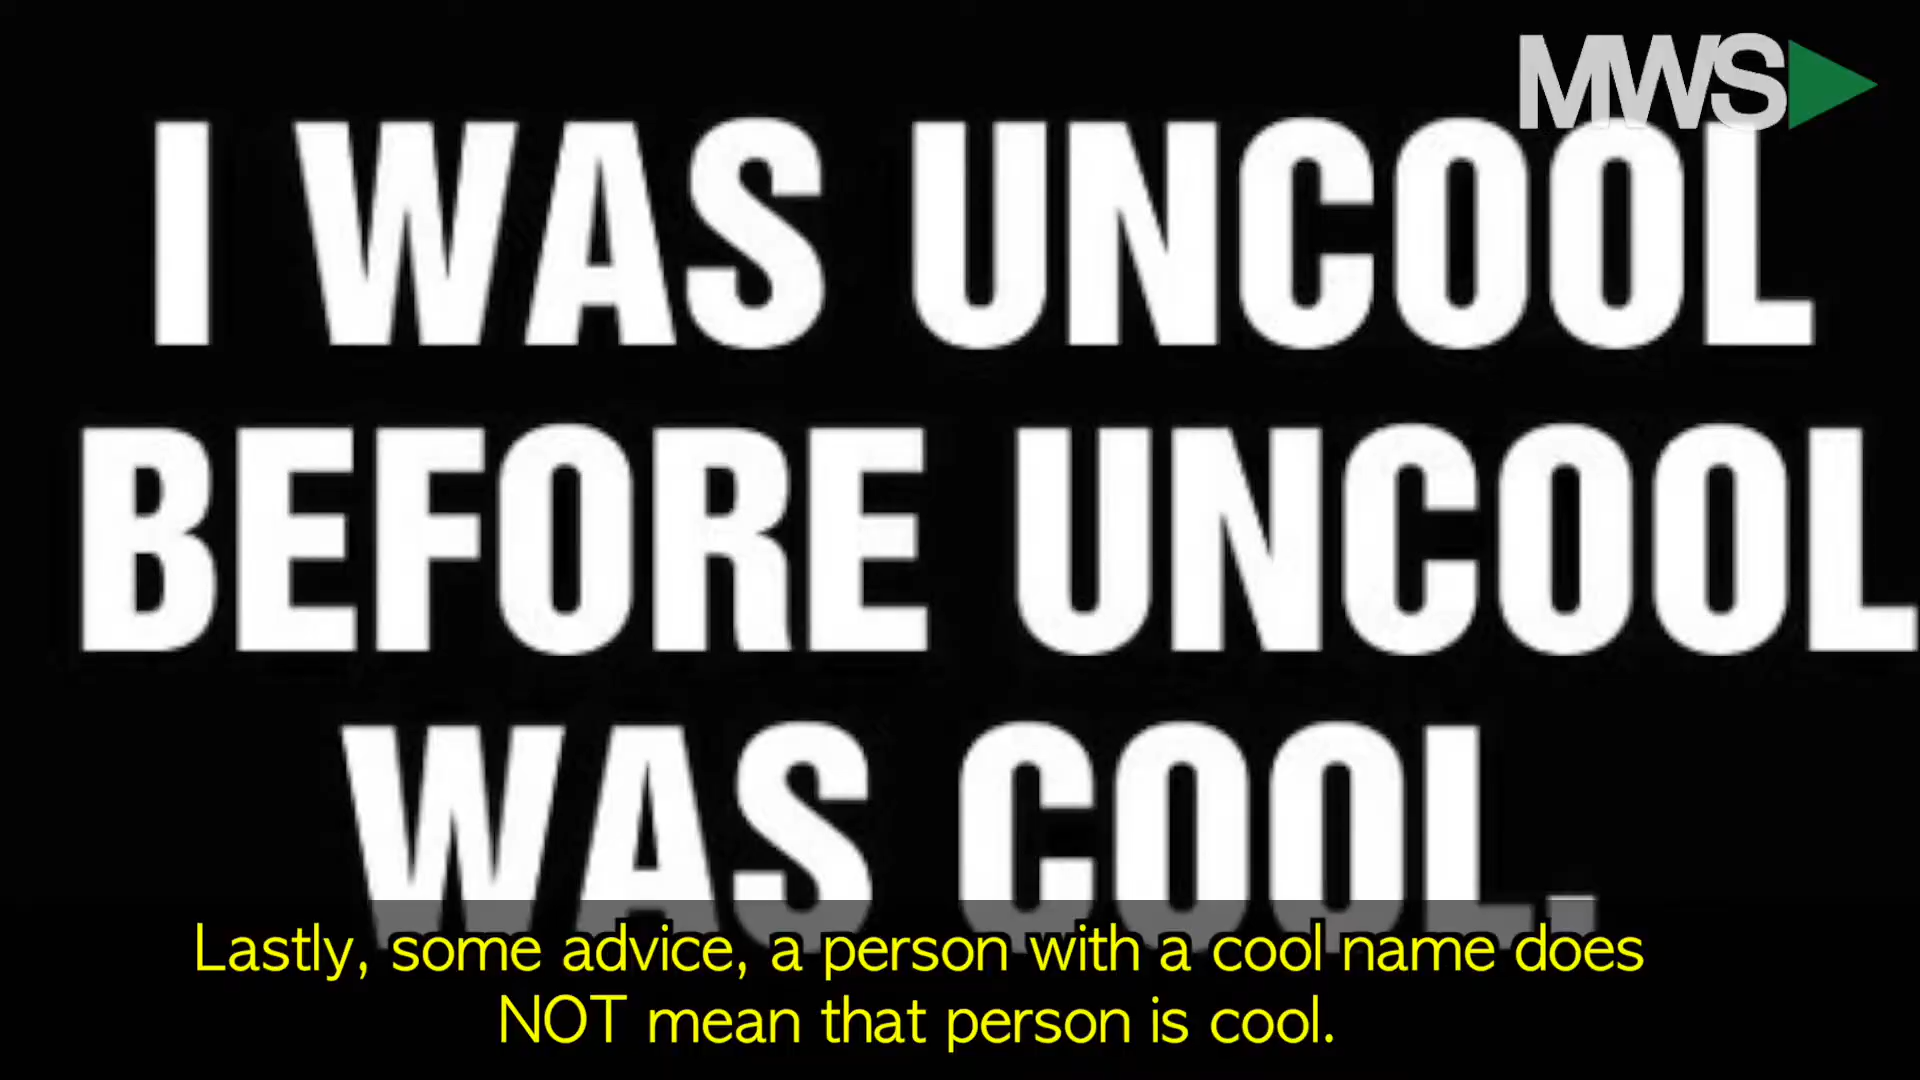 MWS
I WAS UNCOOL
BEFORE UNCOOL
WAS COOL.
Lastly, some advice, a person with a cool name does
NOT mean that person is cool.